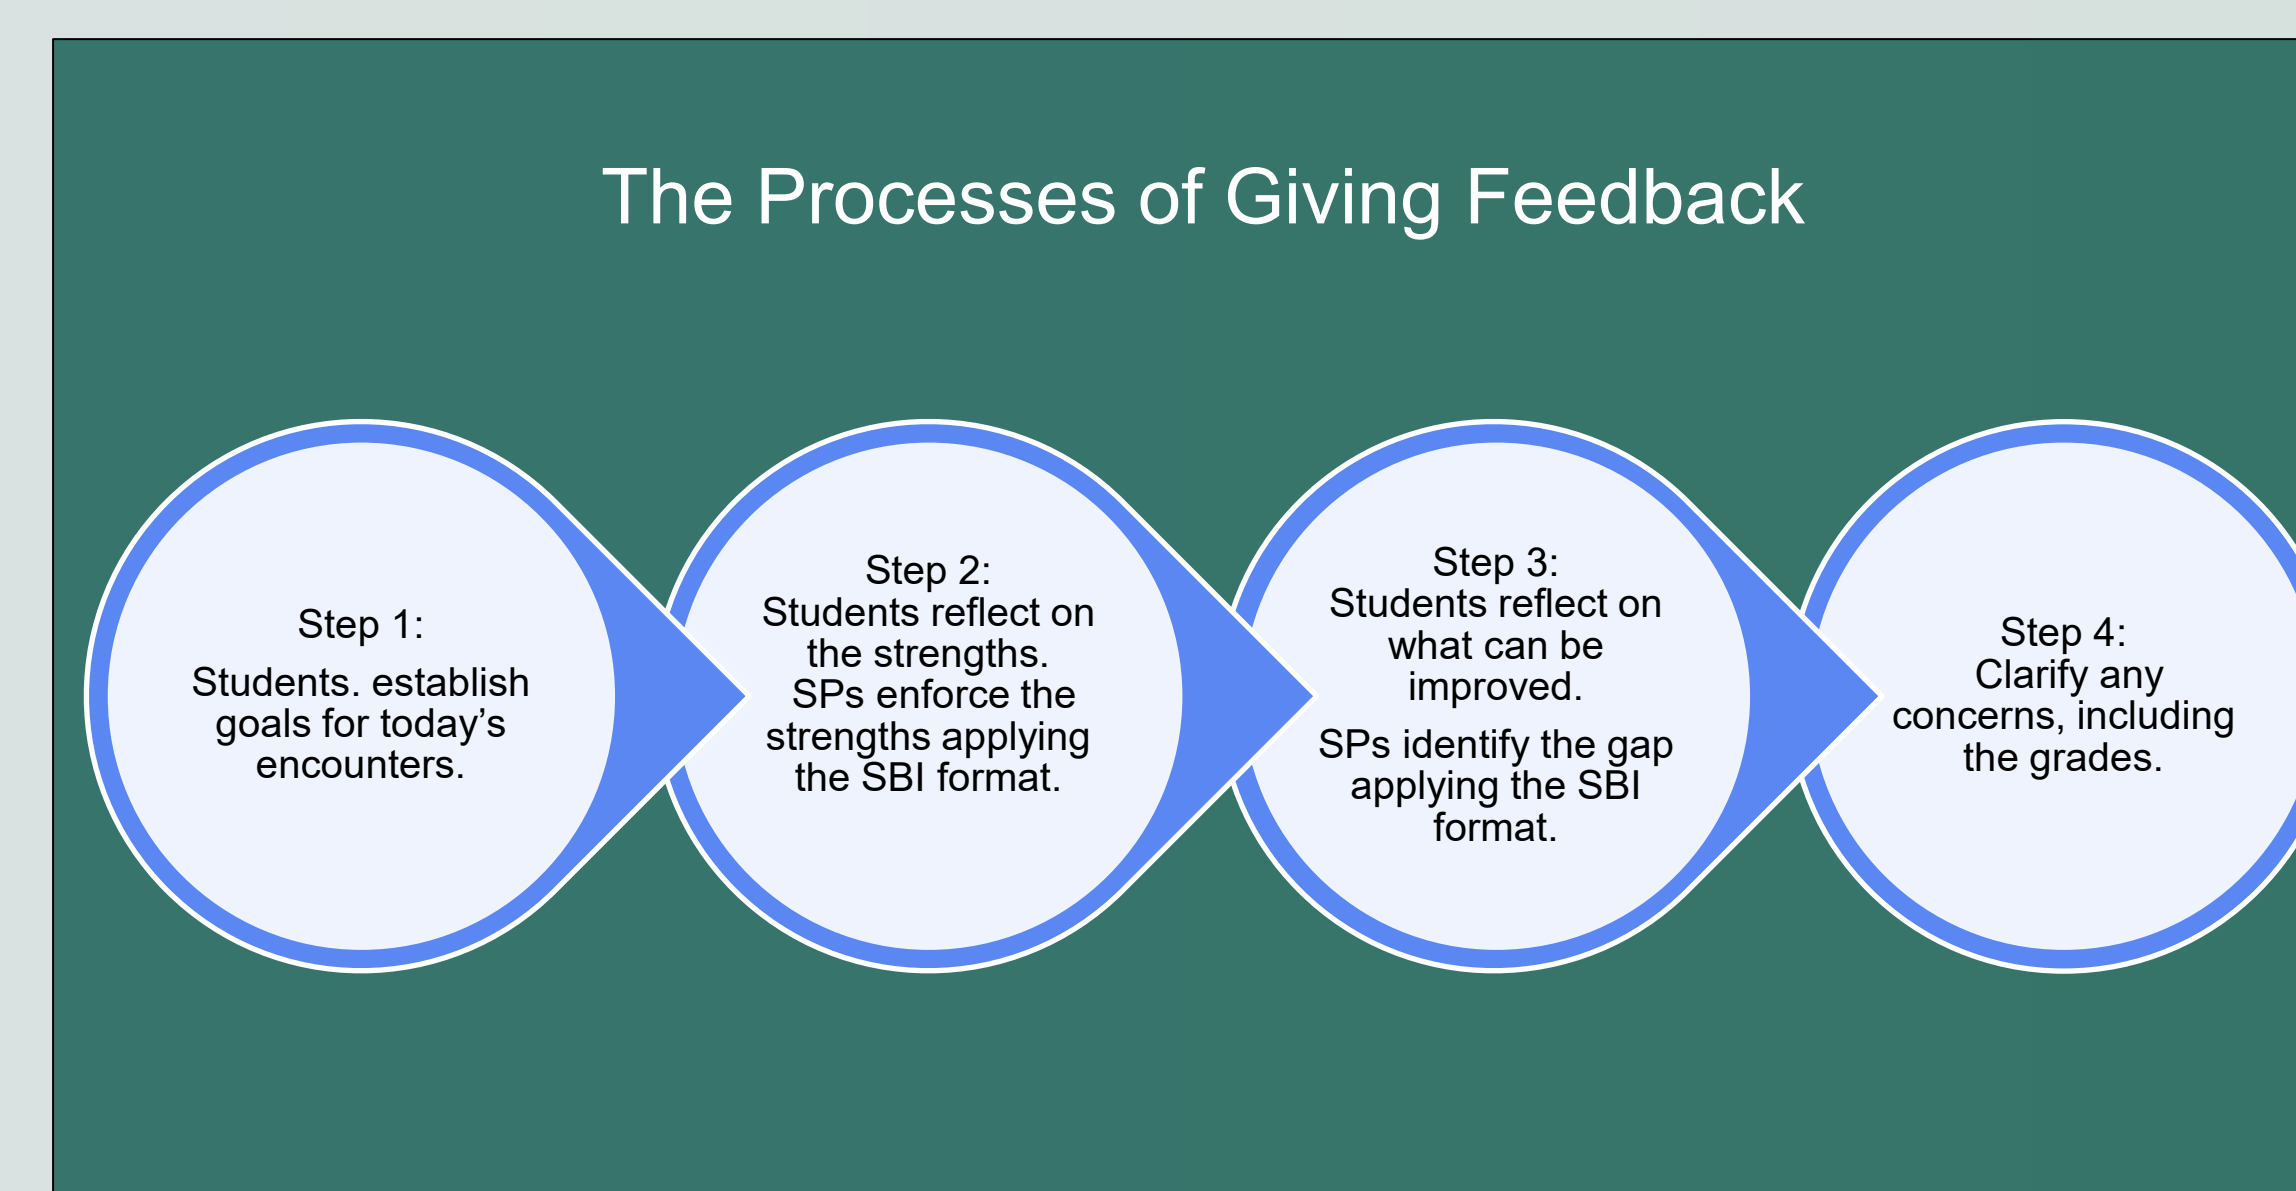 The Processes of Giving Feedback
Step 1:
Students. establish
goals for today’s
encounters.
Step 2:
Students reflect on
the strengths.
SPs enforce the
strengths applying
the SBI format.
Step 3:
Students reflect on
what can be
improved.
SPs identify the gap
applying the SBI
format.
Step 4:
Clarify any
concerns, including
the grades.